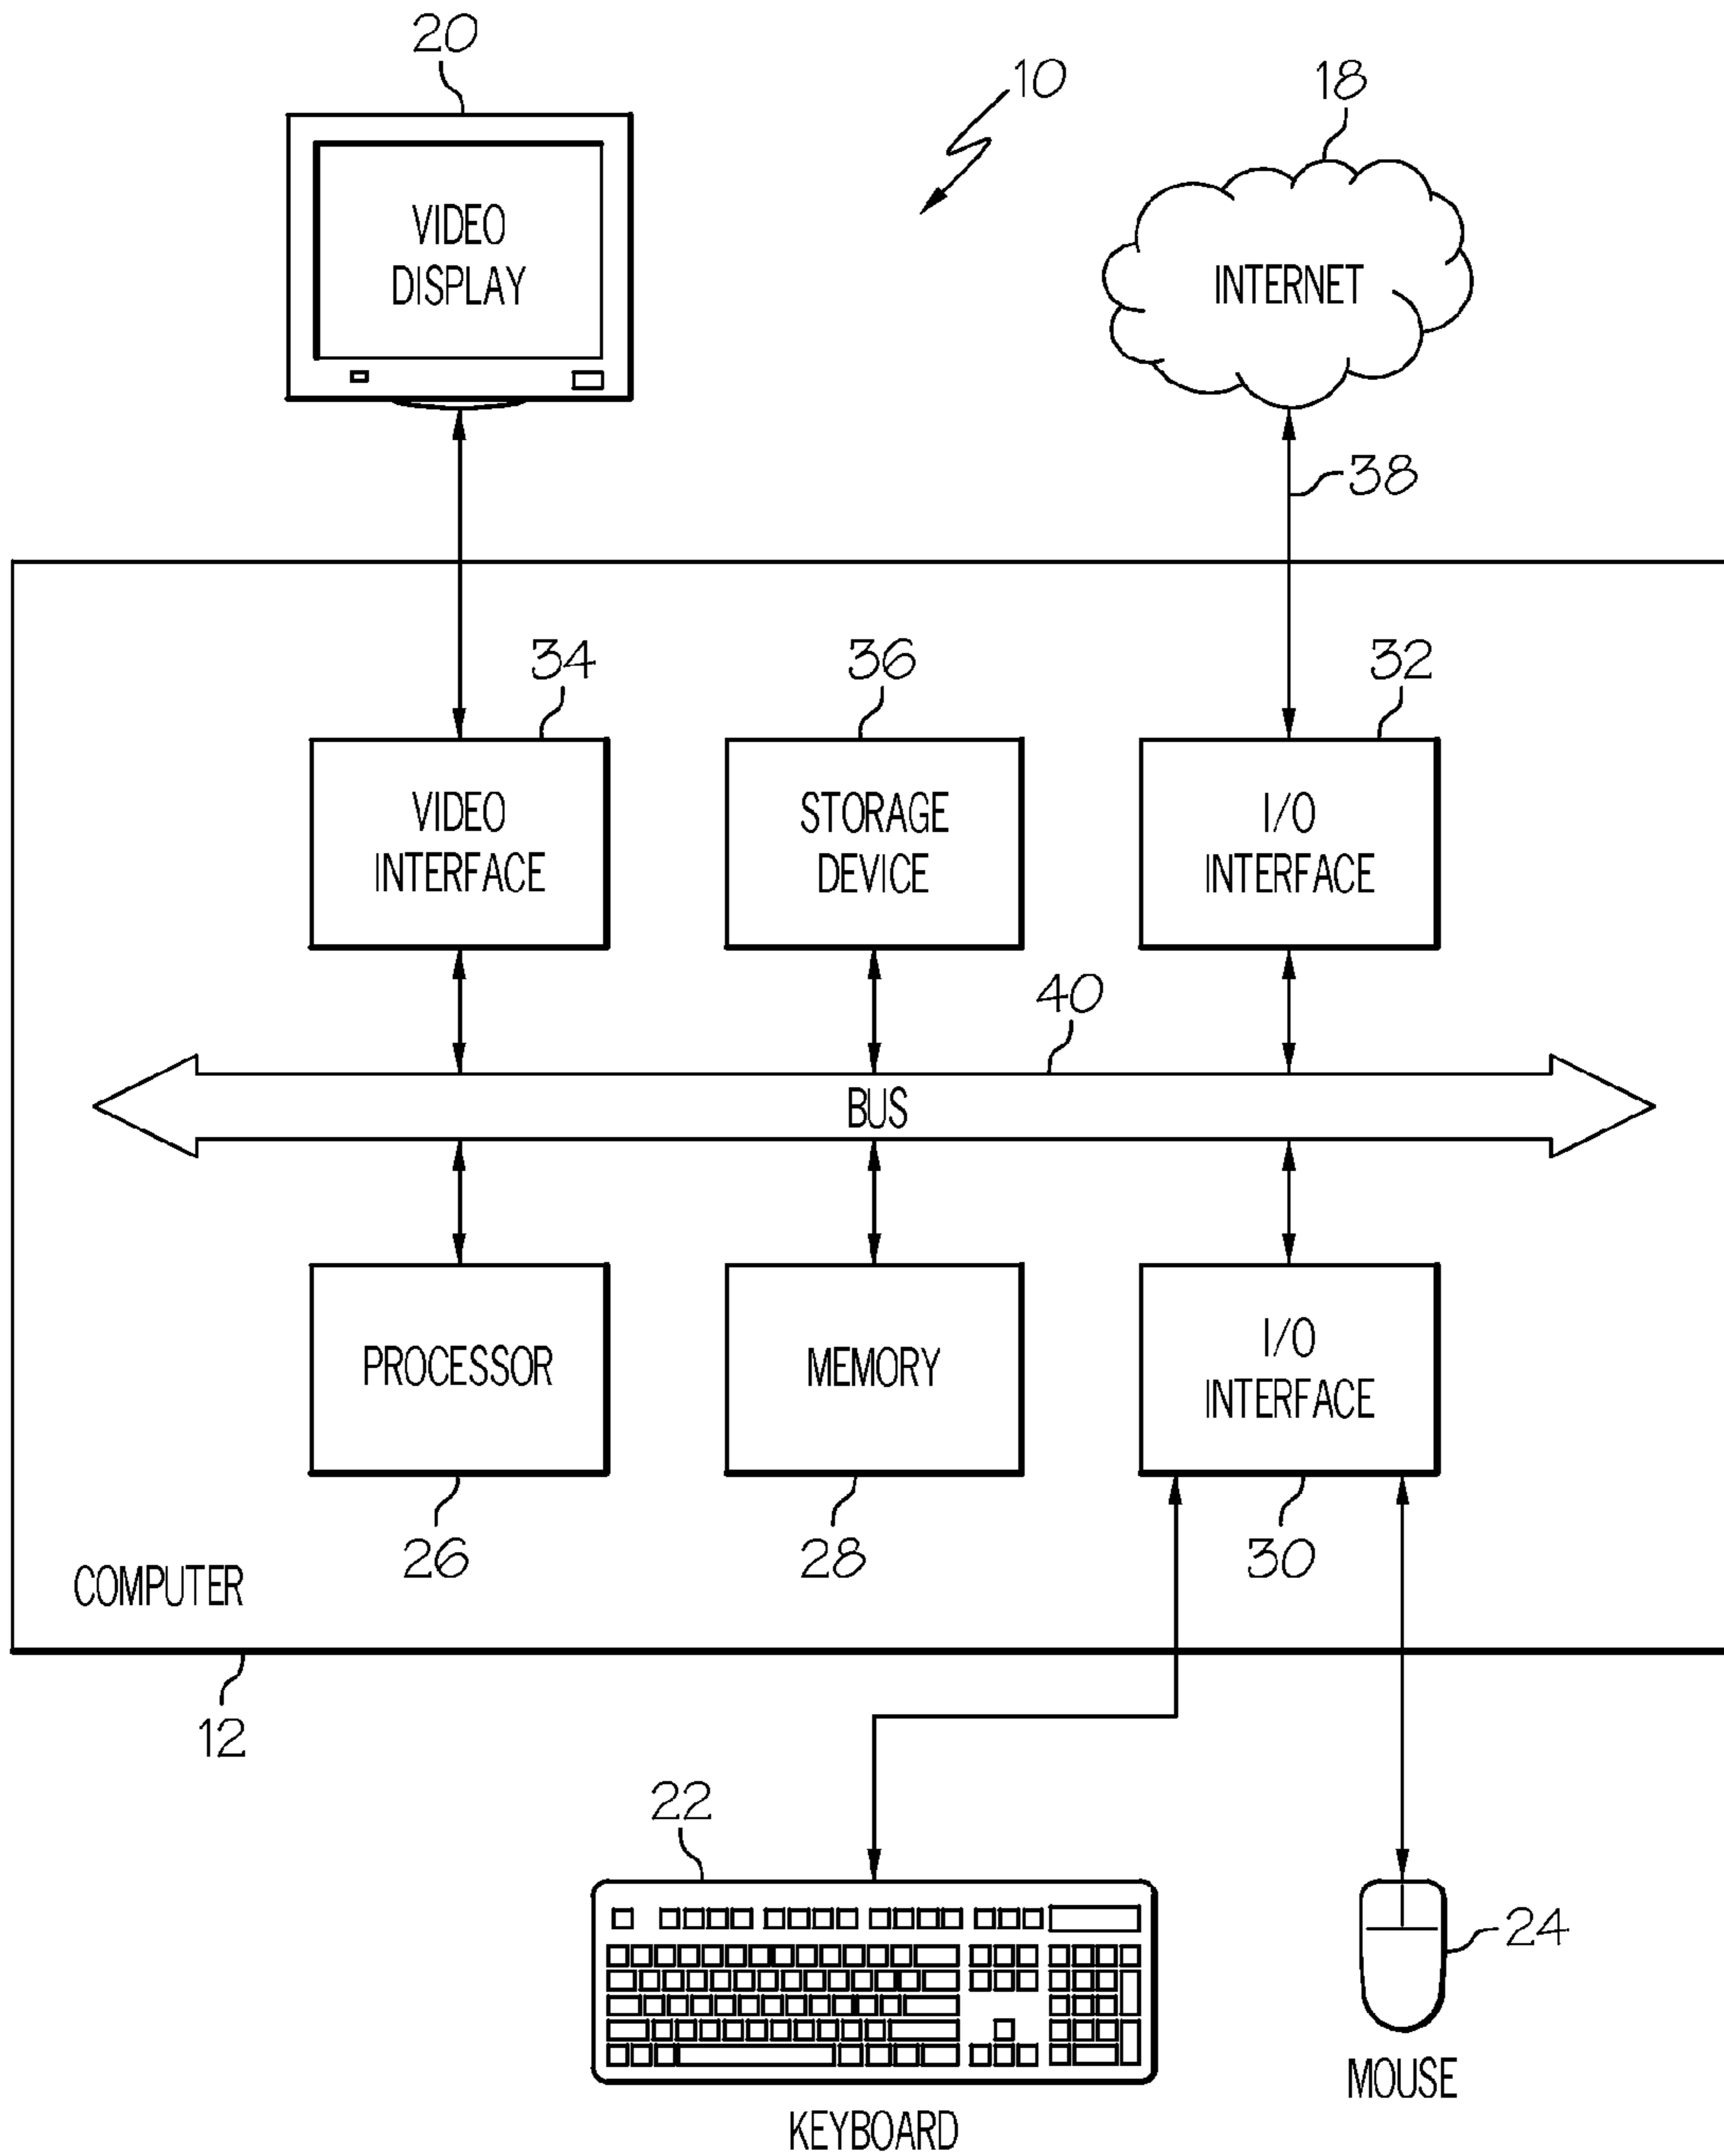 20
10
18
VIDEO
DISPLAY
INTERNET
38
34
36
32
VIDEO
INTERFACE
STORAGE
DEVICE
I/O
INTERFACE
40
BUS
PROCESSOR
MEMORY
I/O
INTERFACE
26
28
30
COMPUTER
12
22
24
MOUSE
KEYBOARD